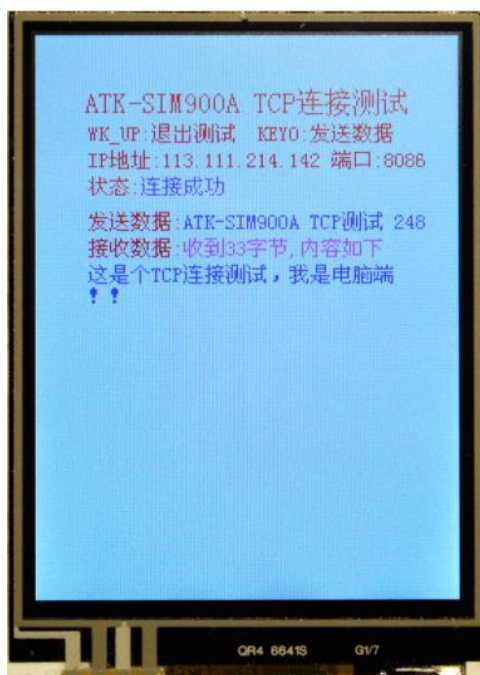 ATK-SIM900A TCP连接测试
WK_UP:退出测试 KEY0:发送数据
IP地址:113.111.214.142 端口:8086
状态:连接成功
发送数据:ATK-SIM900A TCP测试 248
接收数据:收到33字节,内容如下
这是个TCP连接测试，我是电脑端
！！
QR4 6641S G1/7